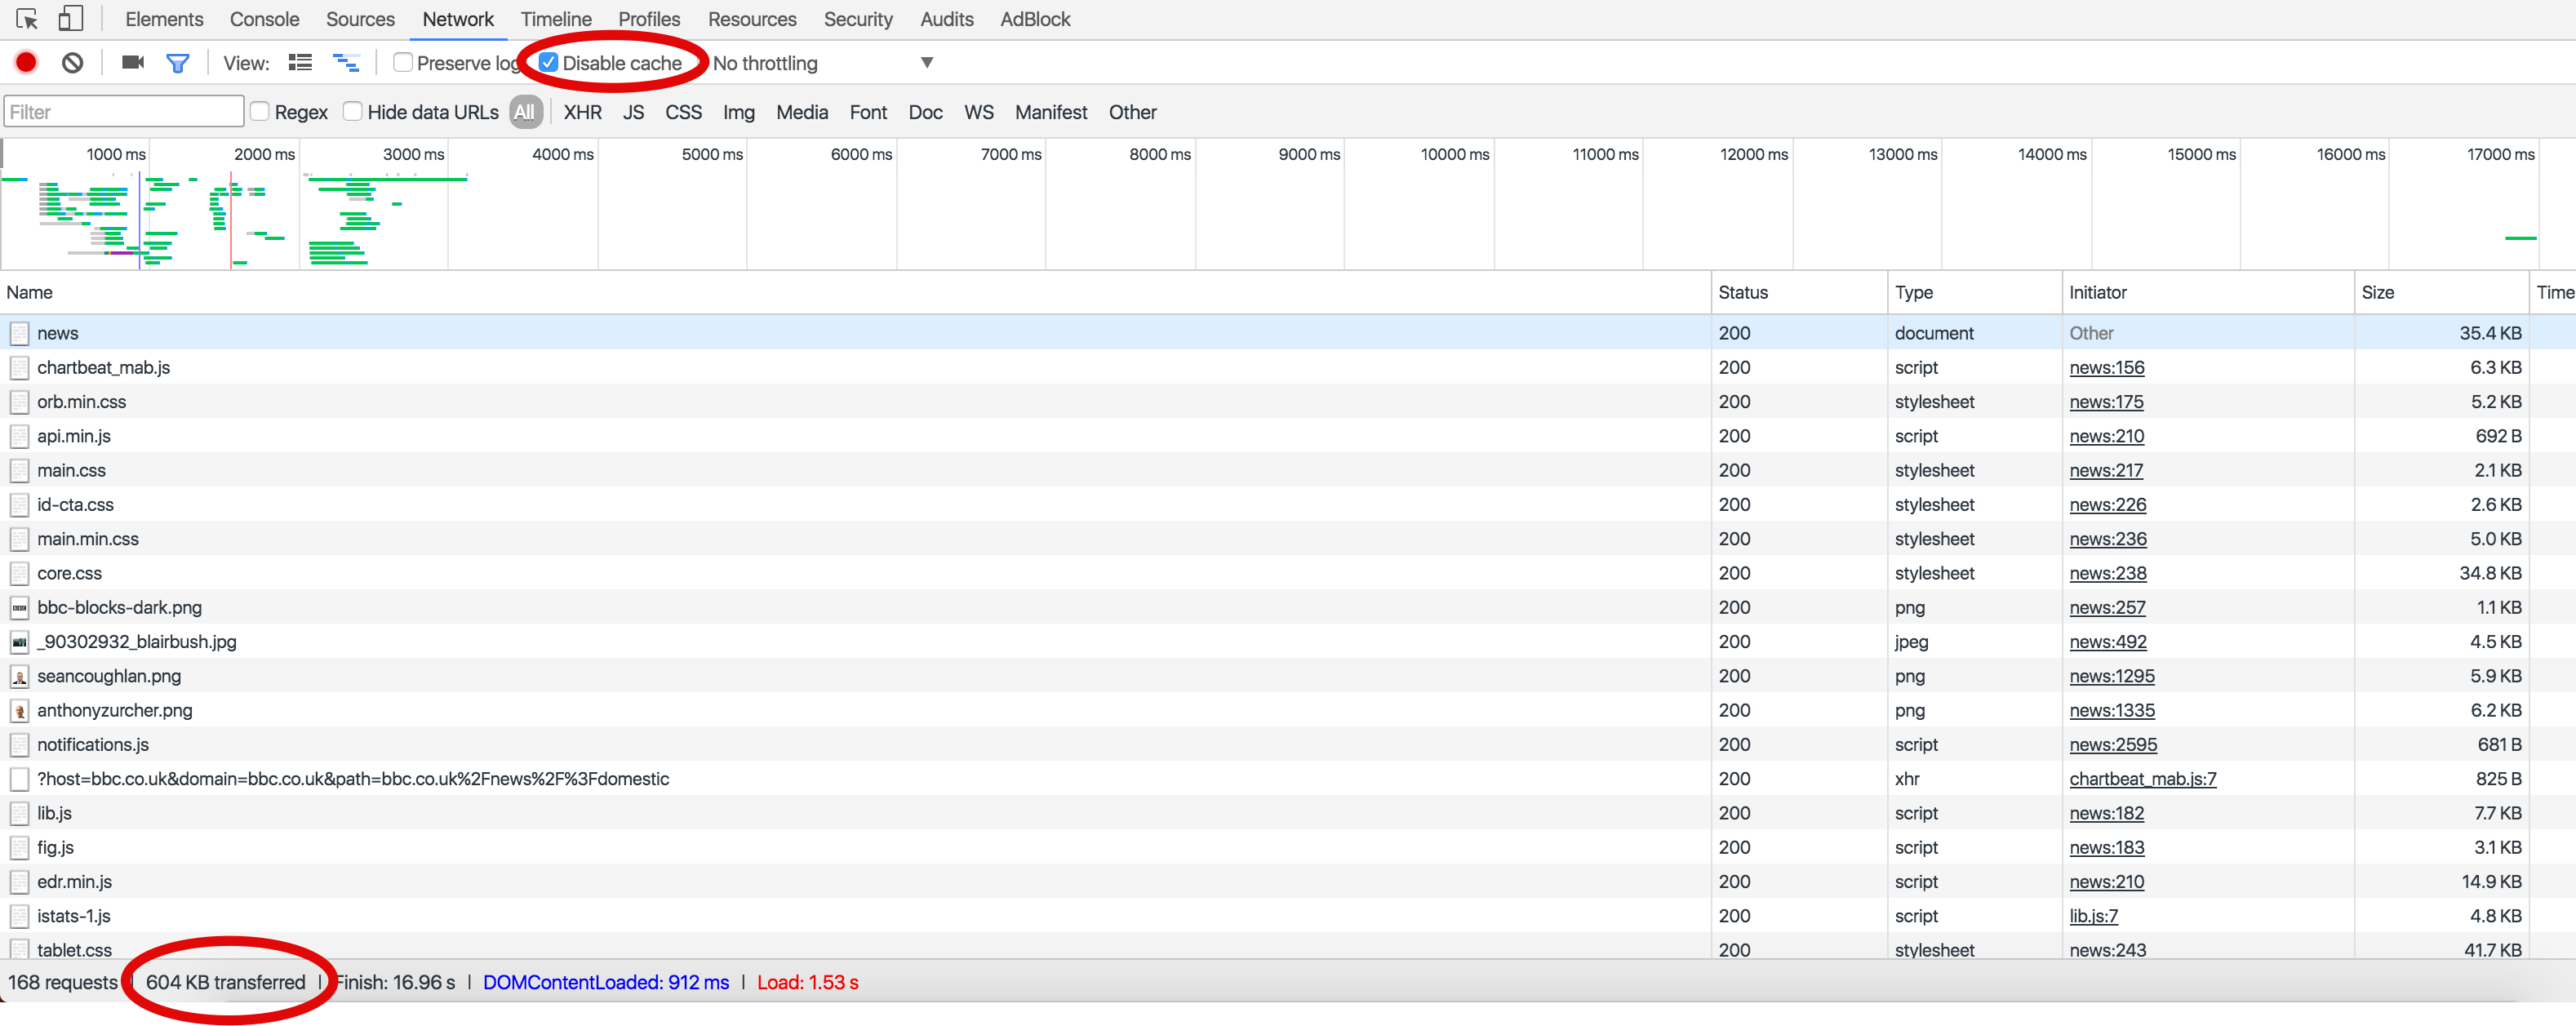 Elements Console Sources Network Timeline Profiles Resources Security Audits AdBlock
View: Preserve log Disable cache No throttling
Filter Regex Hide data URLs All XHR JS CSS Img Media Font Doc WS Manifest Other
1000 ms 2000 ms 3000 ms 4000 ms 5000 ms 6000 ms 7000 ms 8000 ms 9000 ms 10000 ms 11000 ms 12000 ms 13000 ms 14000 ms 15000 ms 16000 ms 17000 ms
Name Status Type Initiator Size Time
news 200 document Other 35.4 KB
chartbeat_mab.js 200 script news:156 6.3 KB
orb.min.css 200 stylesheet news:175 5.2 KB
api.min.js 200 script news:210 692 B
main.css 200 stylesheet news:217 2.1 KB
id-cta.css 200 stylesheet news:226 2.6 KB
main.min.css 200 stylesheet news:236 5.0 KB
core.css 200 stylesheet news:238 34.8 KB
bbc-blocks-dark.png 200 png news:257 1.1 KB
_90302932_blairbush.jpg 200 jpeg news:492 4.5 KB
seancoughlan.png 200 png news:1295 5.9 KB
anthonyzurcher.png 200 png news:1335 6.2 KB
notifications.js 200 script news:2595 681 B
?host=bbc.co.uk&domain=bbc.co.uk&path=bbc.co.uk%2Fnews%2F%3Fdomestic 200 xhr chartbeat_mab.js:7 825 B
lib.js 200 script news:182 7.7 KB
fig.js 200 script news:183 3.1 KB
edr.min.js 200 script news:210 14.9 KB
istats-1.js 200 script lib.js:7 4.8 KB
tablet.css 200 stylesheet news:243 41.7 KB
168 requests | 604 KB transferred | Finish: 16.96 s | DOMContentLoaded: 912 ms | Load: 1.53 s